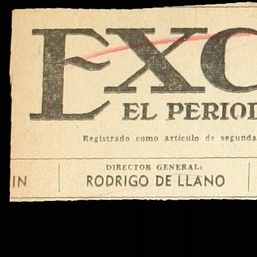 EXC
EL PERIOD
Registrado como artículo de segunda
DIRECTOR GENERAL:
IN RODRIGO DE LLANO